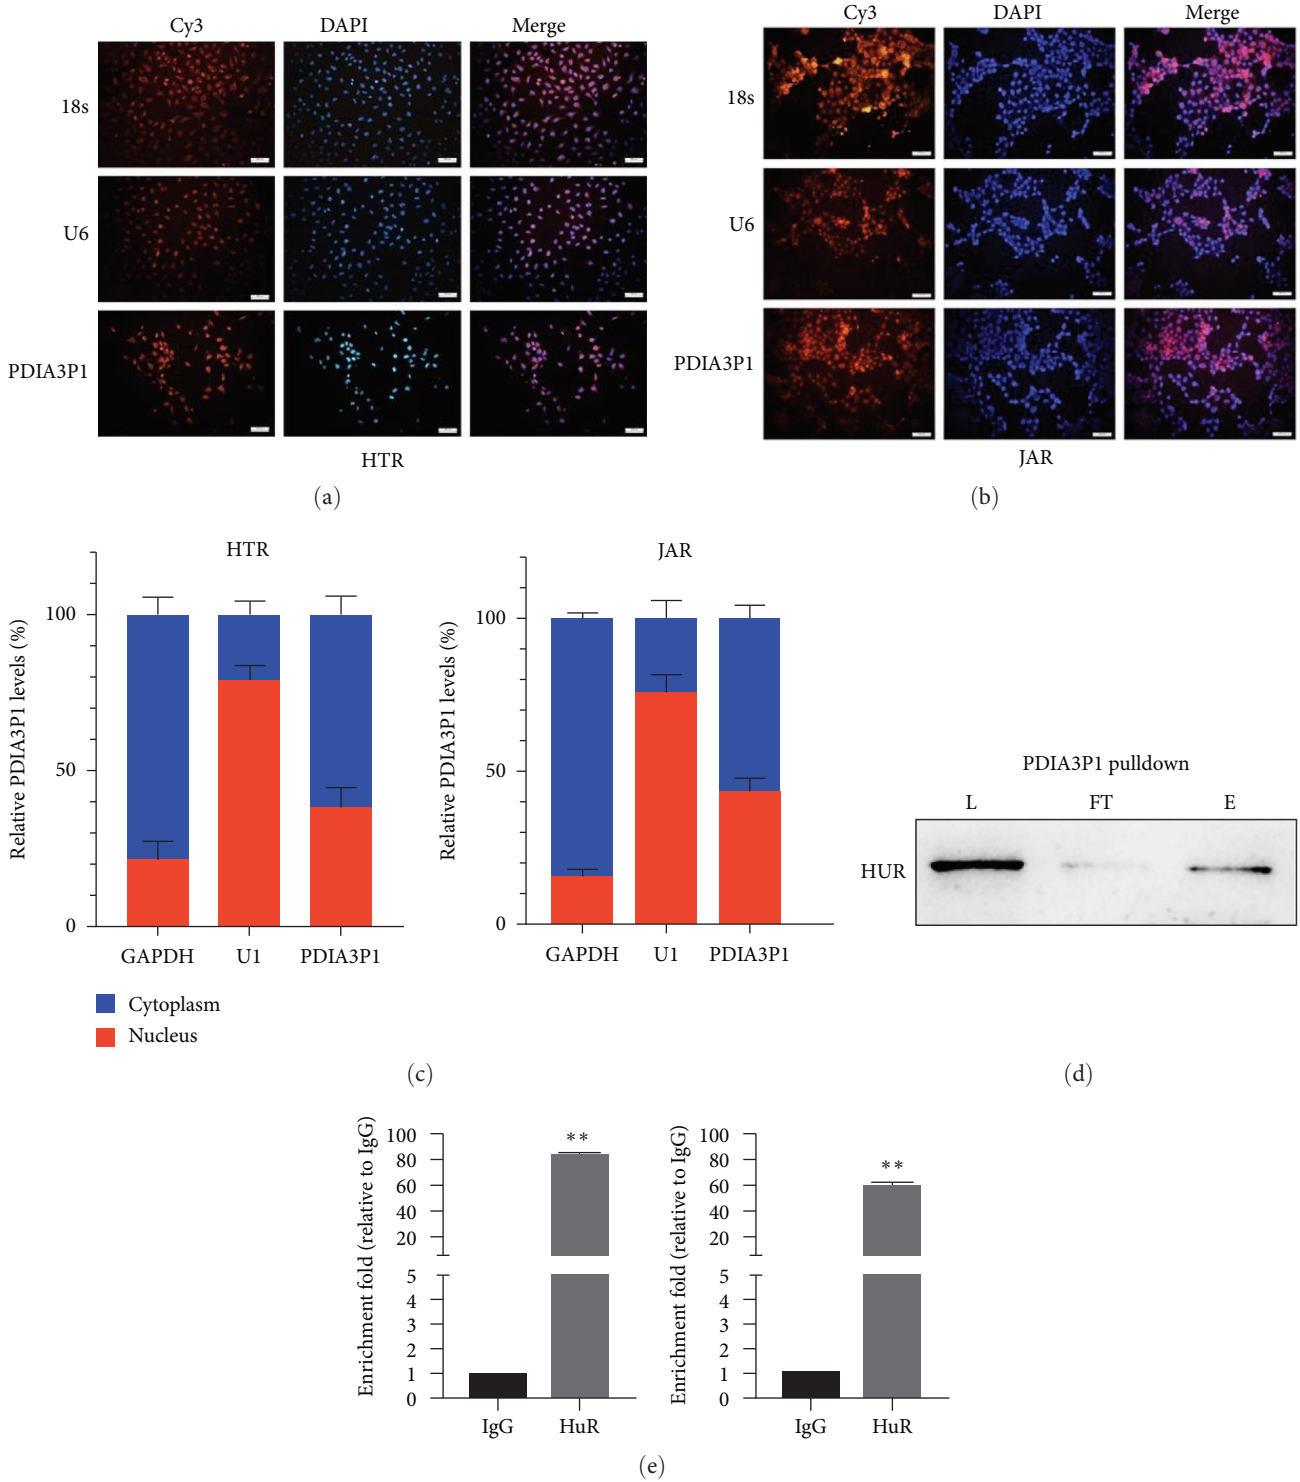 Cy3 DAPI Merge
18s
U6
PDIA3P1
HTR
(a)
Cy3 DAPI Merge
18s
U6
PDIA3P1
JAR
(b)
HTR
Relative PDIA3P1 levels (%)
100
50
0
GAPDH U1 PDIA3P1
Cytoplasm
Nucleus
JAR
Relative PDIA3P1 levels (%)
100
50
0
GAPDH U1 PDIA3P1
(c)
PDIA3P1 pulldown
L FT E
HUR
(d)
Enrichment fold (relative to IgG)
100
80
60
40
20
5
4
3
2
1
0
**
IgG HuR
Enrichment fold (relative to IgG)
100
80
60
40
20
5
4
3
2
1
0
**
IgG HuR
(e)